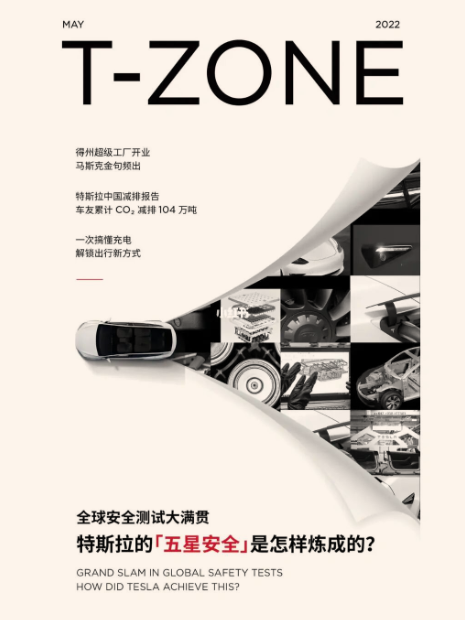 MAY
2022
T-ZONE
得州超级工厂开业
马斯克金句频出
特斯拉中国减排报告
车友累计 CO₂ 减排 104 万吨
一次搞懂充电
解锁出行新方式
小红书
TESLA
全球安全测试大满贯
特斯拉的「五星安全」是怎样炼成的?
GRAND SLAM IN GLOBAL SAFETY TESTS
HOW DID TESLA ACHIEVE THIS?